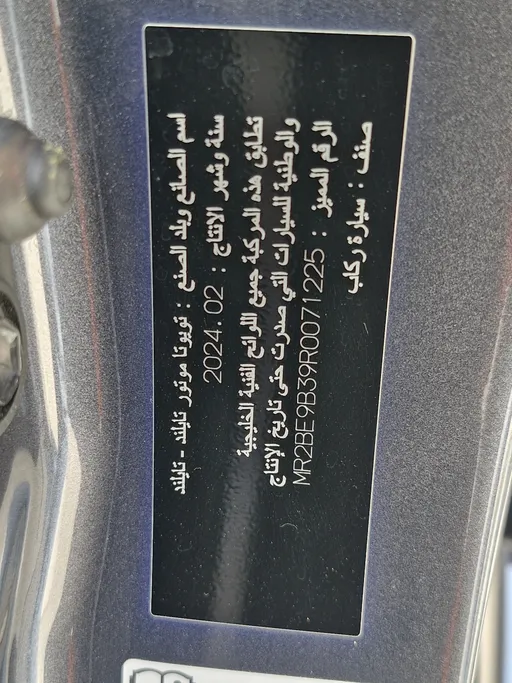 اسم الصانع وبلد الصنع : تويوتا موتور تايلند - تايلند
سنة وشهر الانتاج : 2024.02
تطابق هذه المركبة جميع اللوائح الفنية الخليجية
والوطنية للسيارات التي صدرت حتى تاريخ الإنتاج
الرقم المميز : MR2BE9B39R0071225
صنف : سيارة ركاب